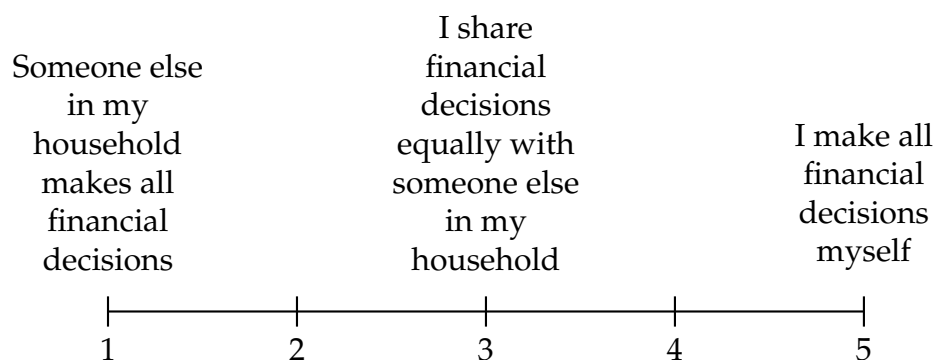 Someone else
in my
household
makes all
financial
decisions
I share
financial
decisions
equally with
someone else
in my
household
I make all
financial
decisions
myself
1
2
3
4
5